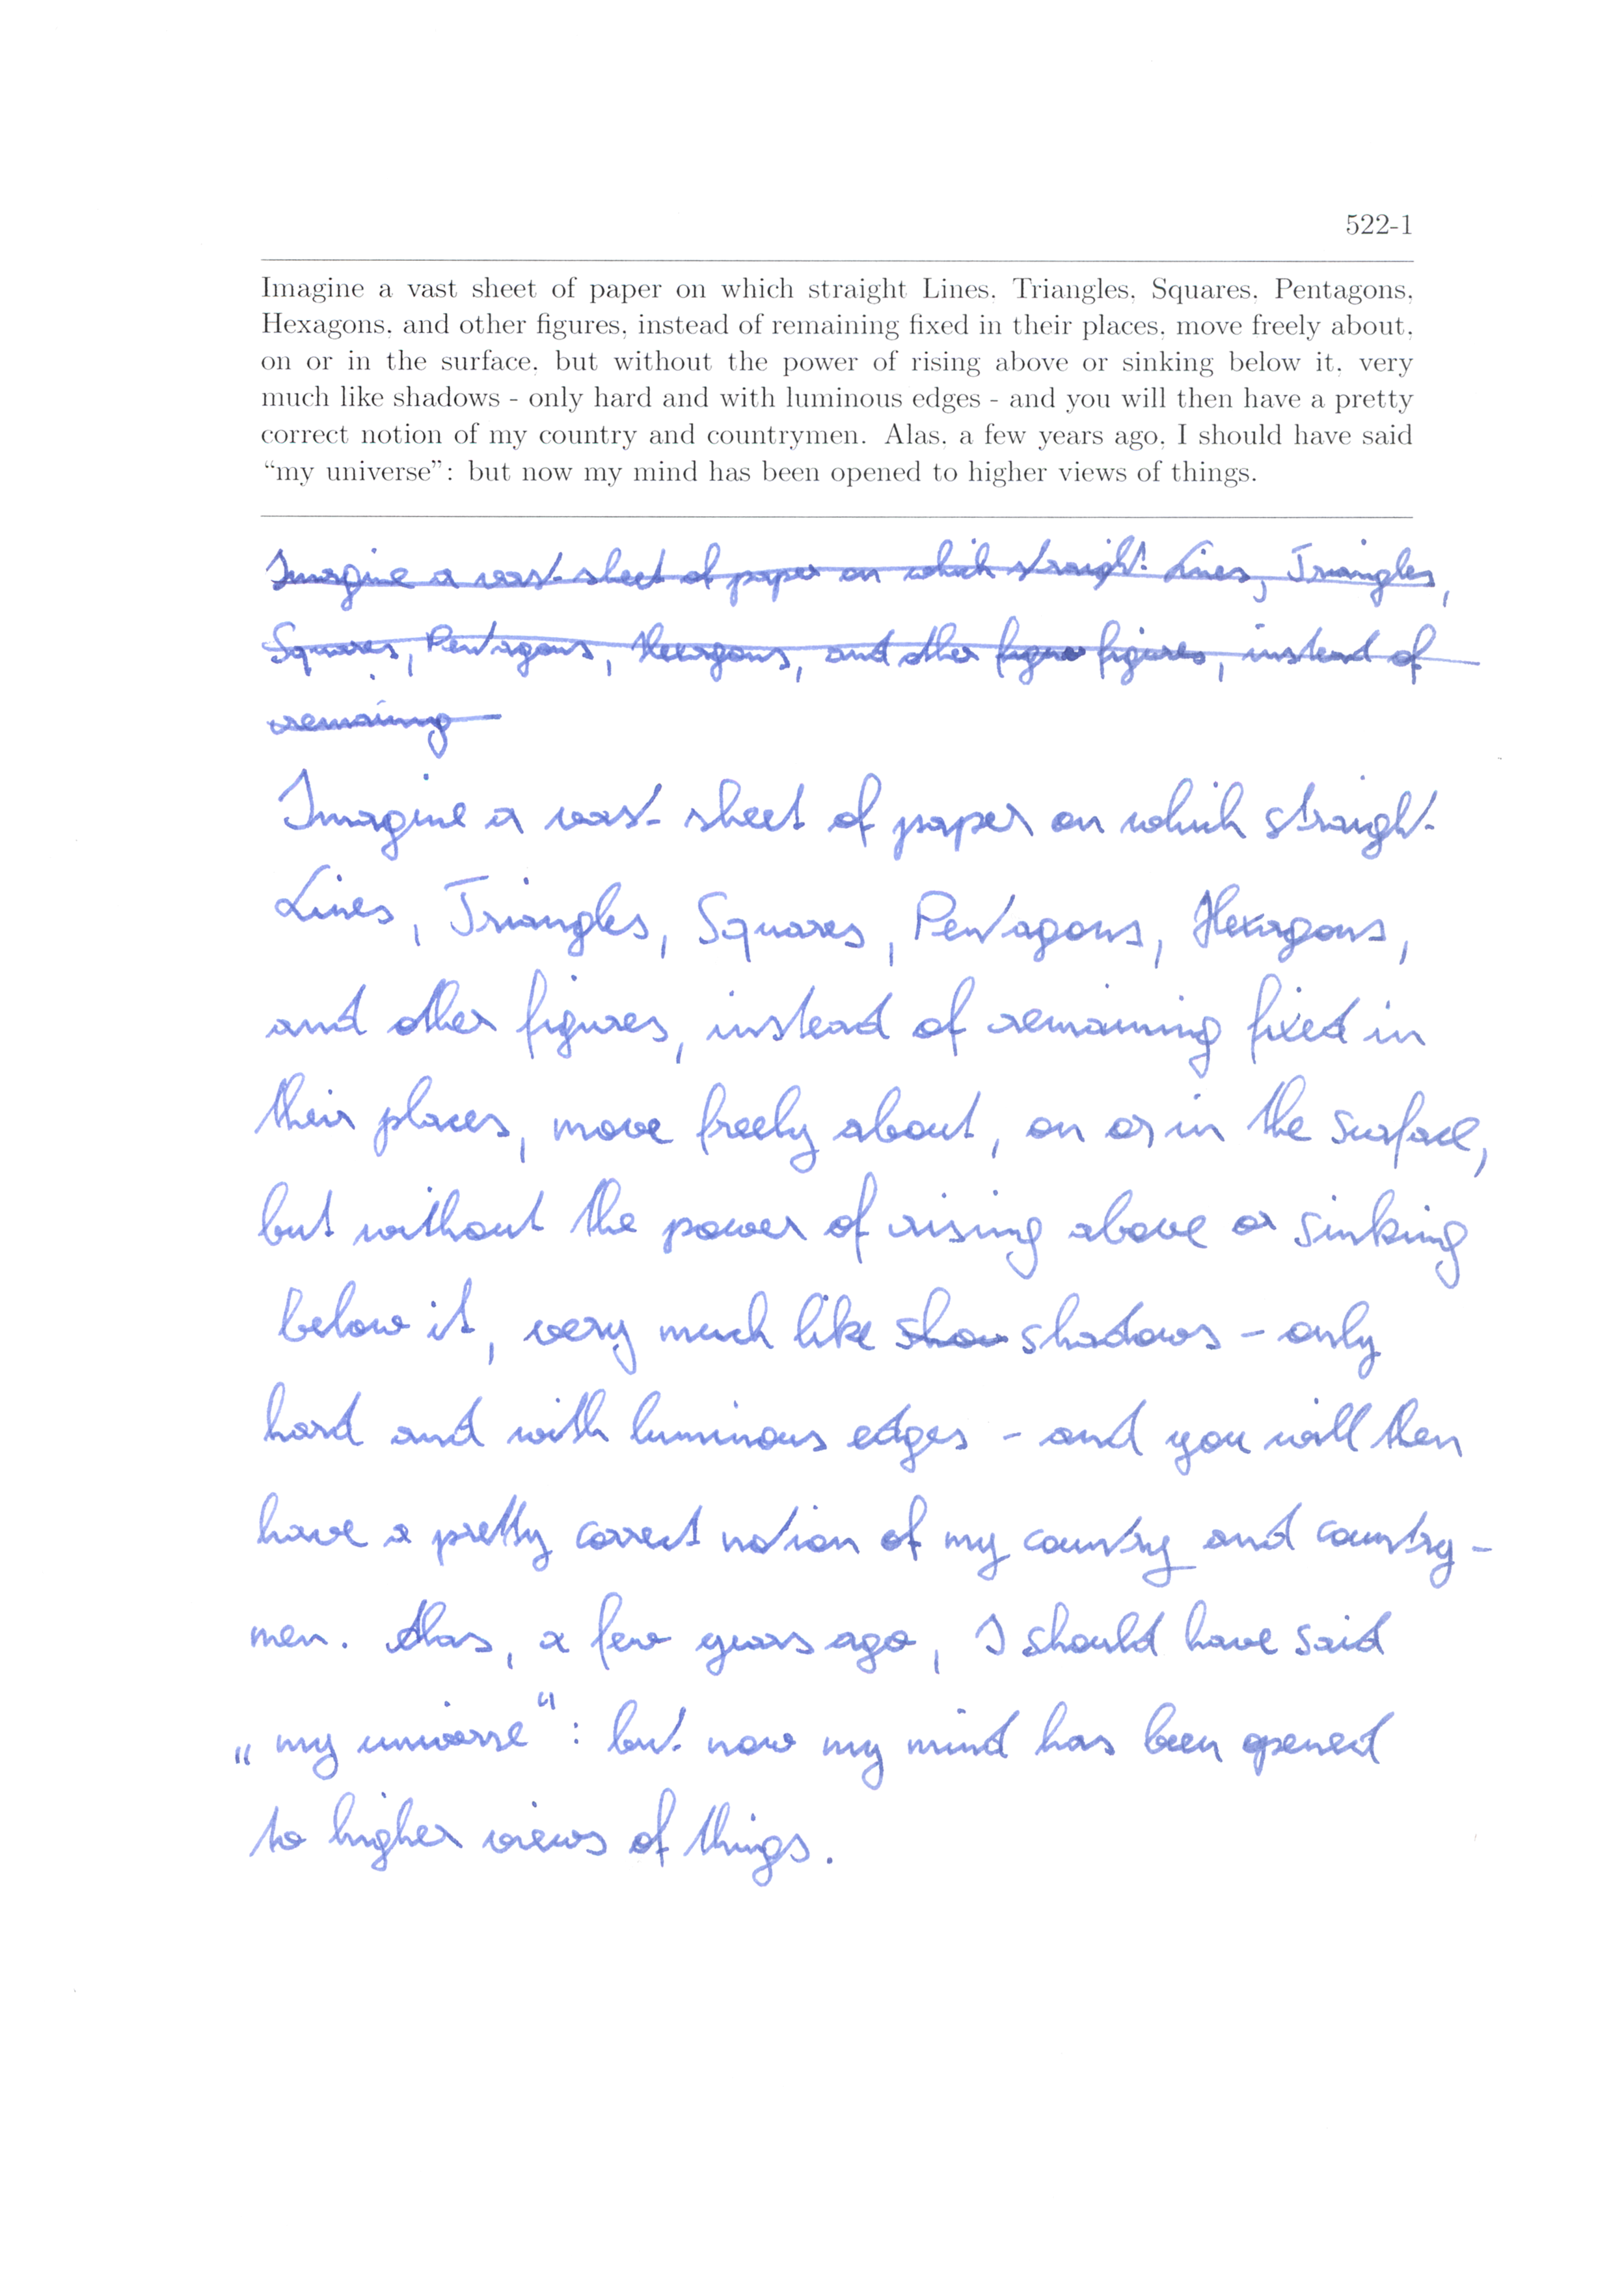 522-1
Imagine a vast sheet of paper on which straight Lines, Triangles, Squares, Pentagons,
Hexagons, and other figures, instead of remaining fixed in their places, move freely about,
on or in the surface, but without the power of rising above or sinking below it, very
much like shadows - only hard and with luminous edges - and you will then have a pretty
correct notion of my country and countrymen. Alas, a few years ago, I should have said
“my universe”: but now my mind has been opened to higher views of things.
Imagine a vast sheet of paper on which straight Lines, Triangles,
Squares, Pentagons, Hexagons, and other figure figures, instead of
remaing
Imagine a vast sheet of paper on which straight
Lines, Triangles, Squares, Pentagons, Hexagons,
and other figures, instead of remaining fixed in
their places, move freely about, on or in the surface,
but without the power of rising above or sinking
below it, very much like show shadows - only
hard and with luminous edges - and you will then
have a pretty correct notion of my country and country-
men. Alas, a few years ago, I should have said
„my universe“: but now my mind has been opened
to higher views of things.